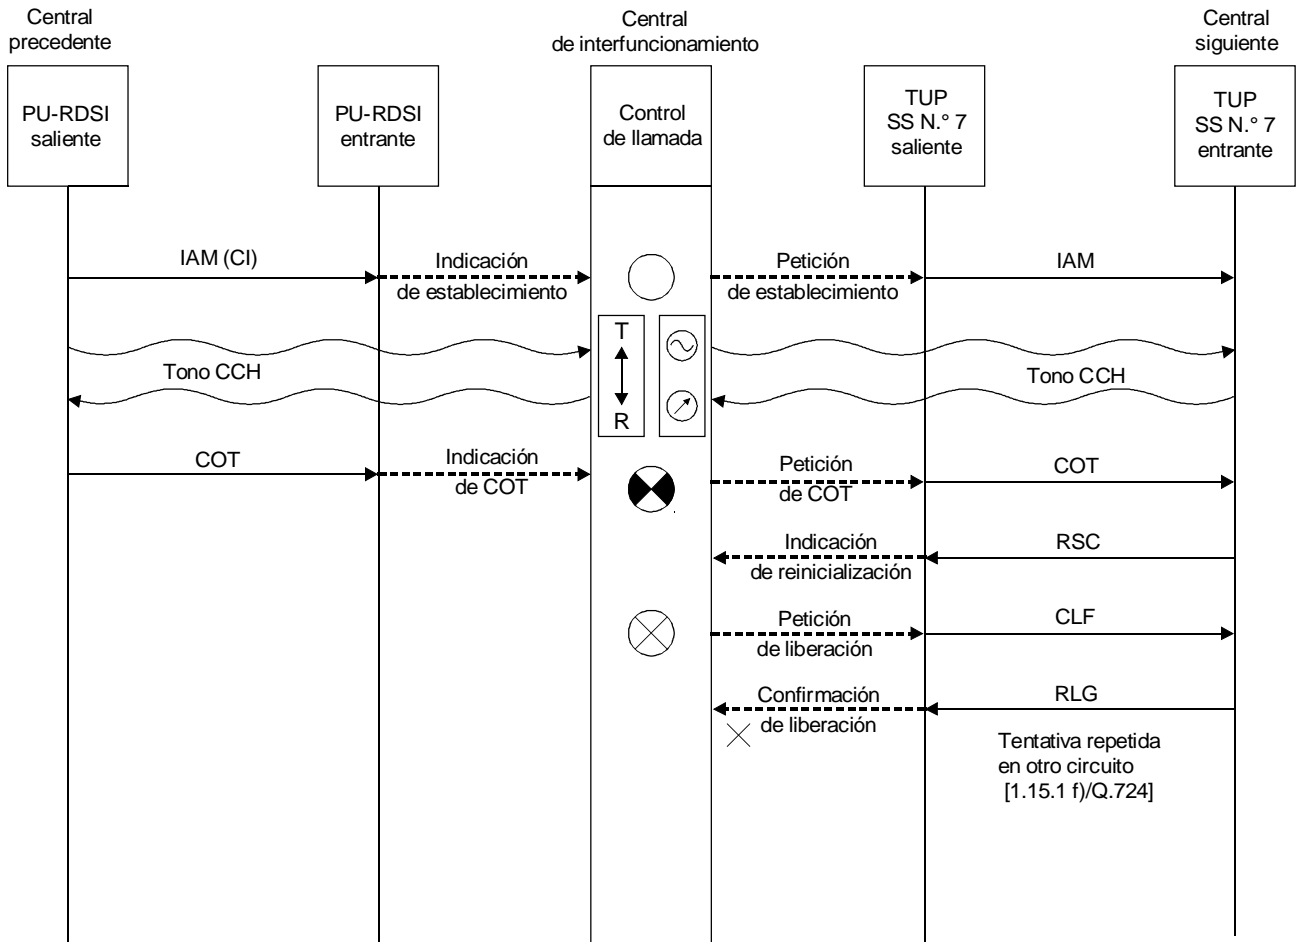 Central
precedente
Central
de interfuncionamiento
Central
siguiente
PU-RDSI
saliente
PU-RDSI
entrante
Control
de llamada
TUP
SS N.° 7
saliente
TUP
SS N.° 7
entrante
IAM (CI)
Indicación
de establecimiento
Petición
de establecimiento
IAM
T
R
Tono CCH
Tono CCH
COT
Indicación
de COT
Petición
de COT
COT
Indicación
de reinicialización
RSC
Petición
de liberación
CLF
Confirmación
de liberación
RLG
Tentativa repetida
en otro circuito
[1.15.1 f)/Q.724]